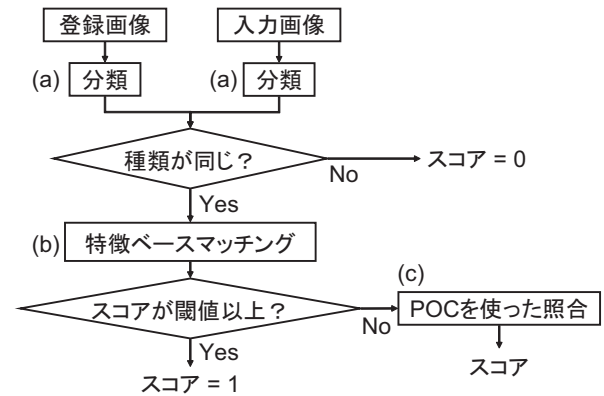 登録画像
入力画像
(a) 分類
(a) 分類
種類が同じ？
No
スコア = 0
Yes
(b) 特徴ベースマッチング
(c)
スコアが閾値以上？
No
POCを使った照合
Yes
スコア = 1
スコア